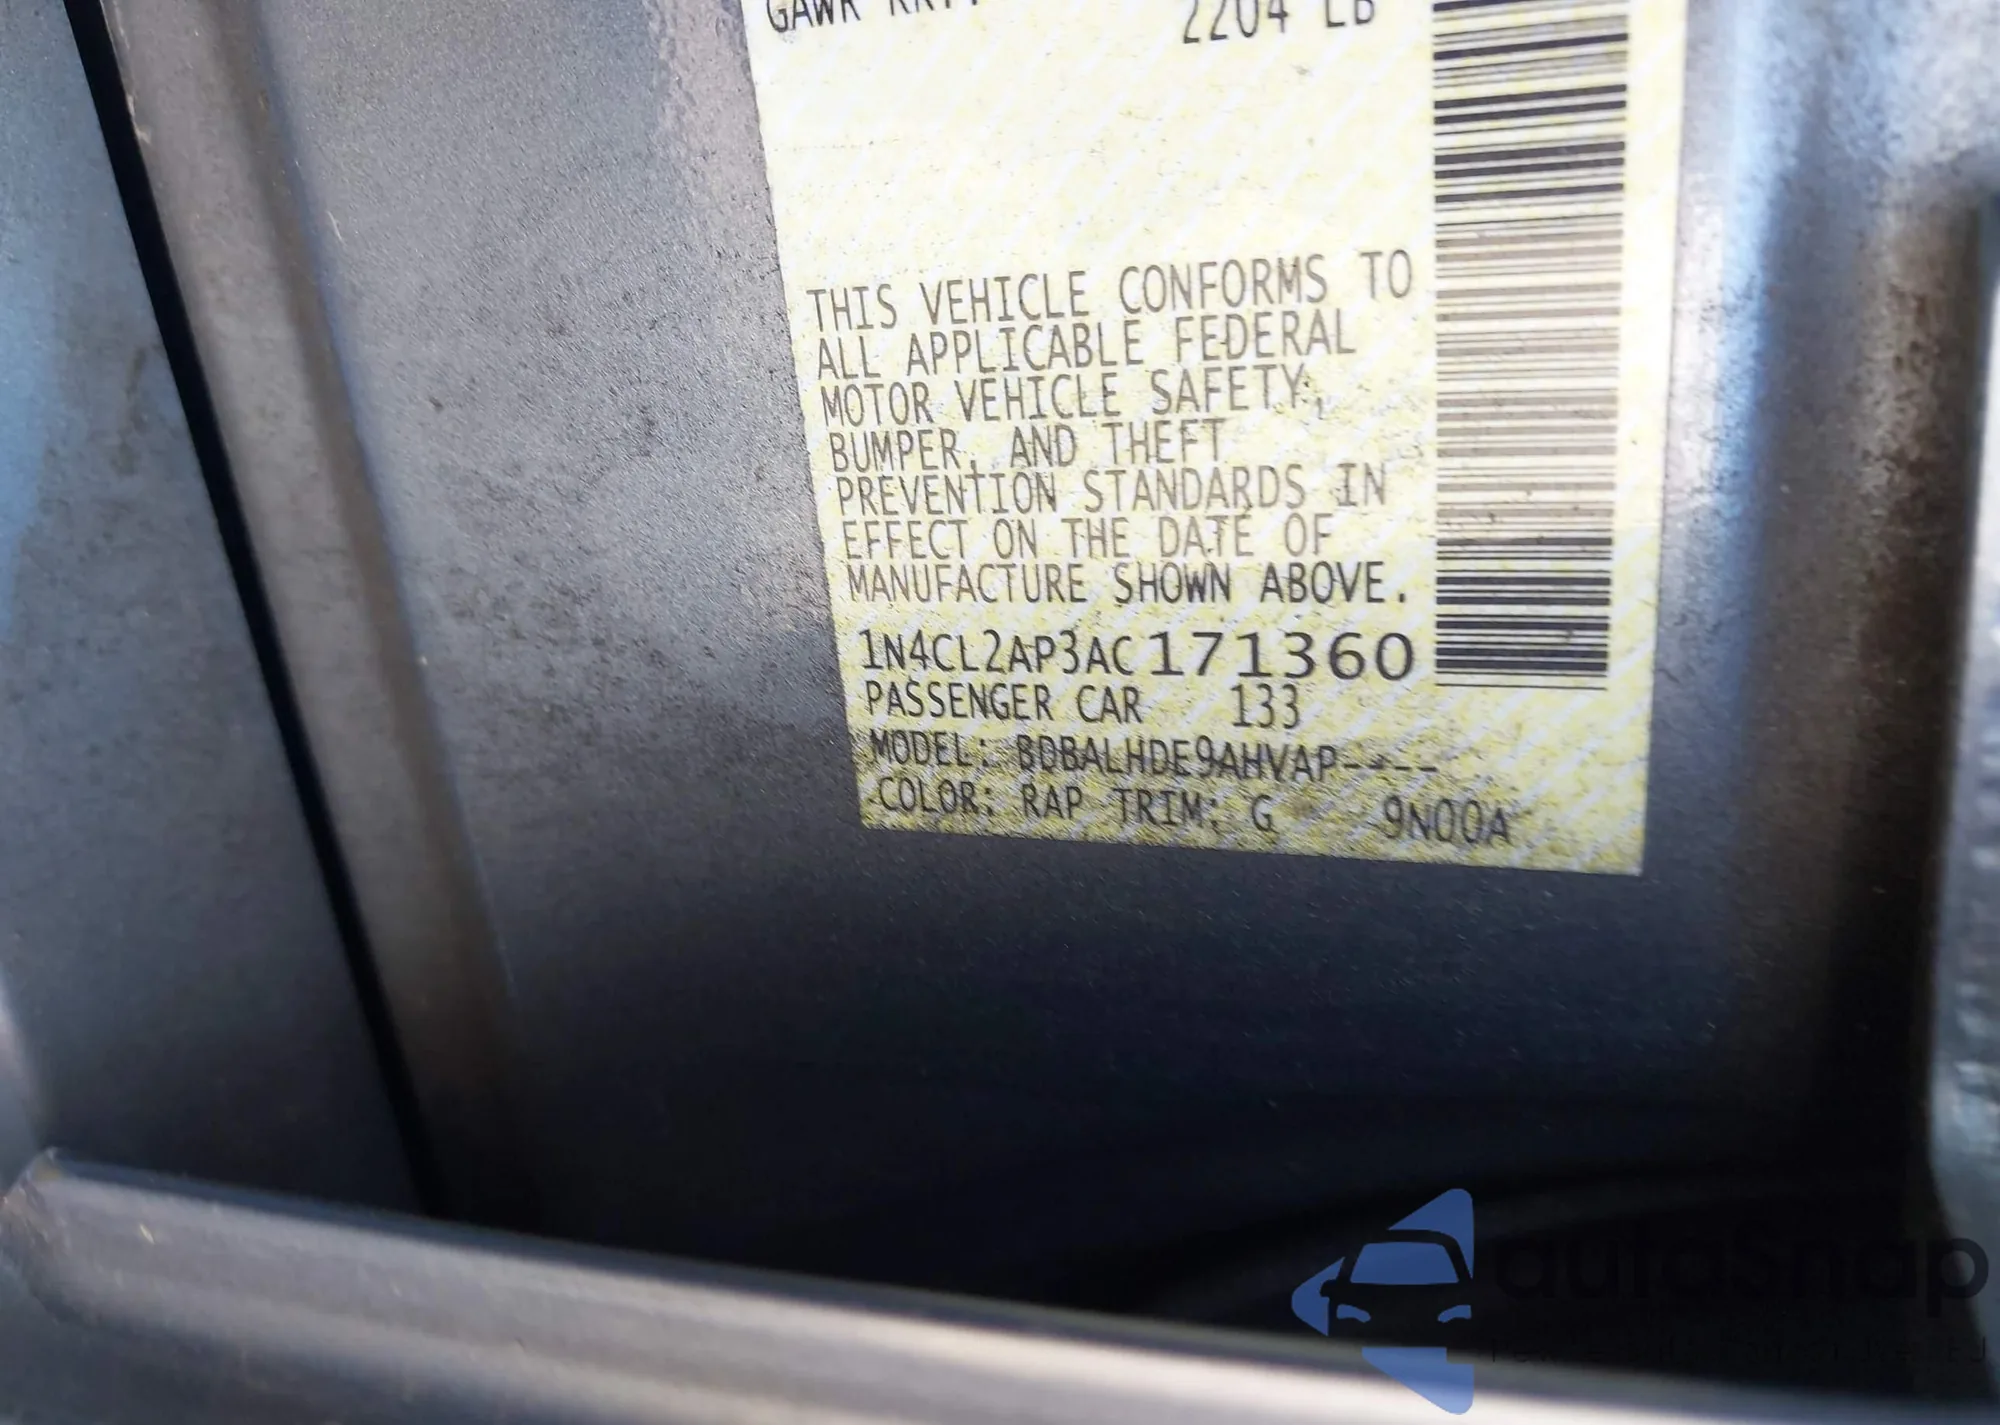 2204 LB
THIS VEHICLE CONFORMS TO
ALL APPLICABLE FEDERAL
MOTOR VEHICLE SAFETY,
BUMPER, AND THEFT
PREVENTION STANDARDS IN
EFFECT ON THE DATE OF
MANUFACTURE SHOWN ABOVE.
1N4CL2AP3AC171360
PASSENGER CAR 133
MODEL: BDBALHDE9AHVAP----
COLOR: RAP TRIM: G 9N00A
autosnap